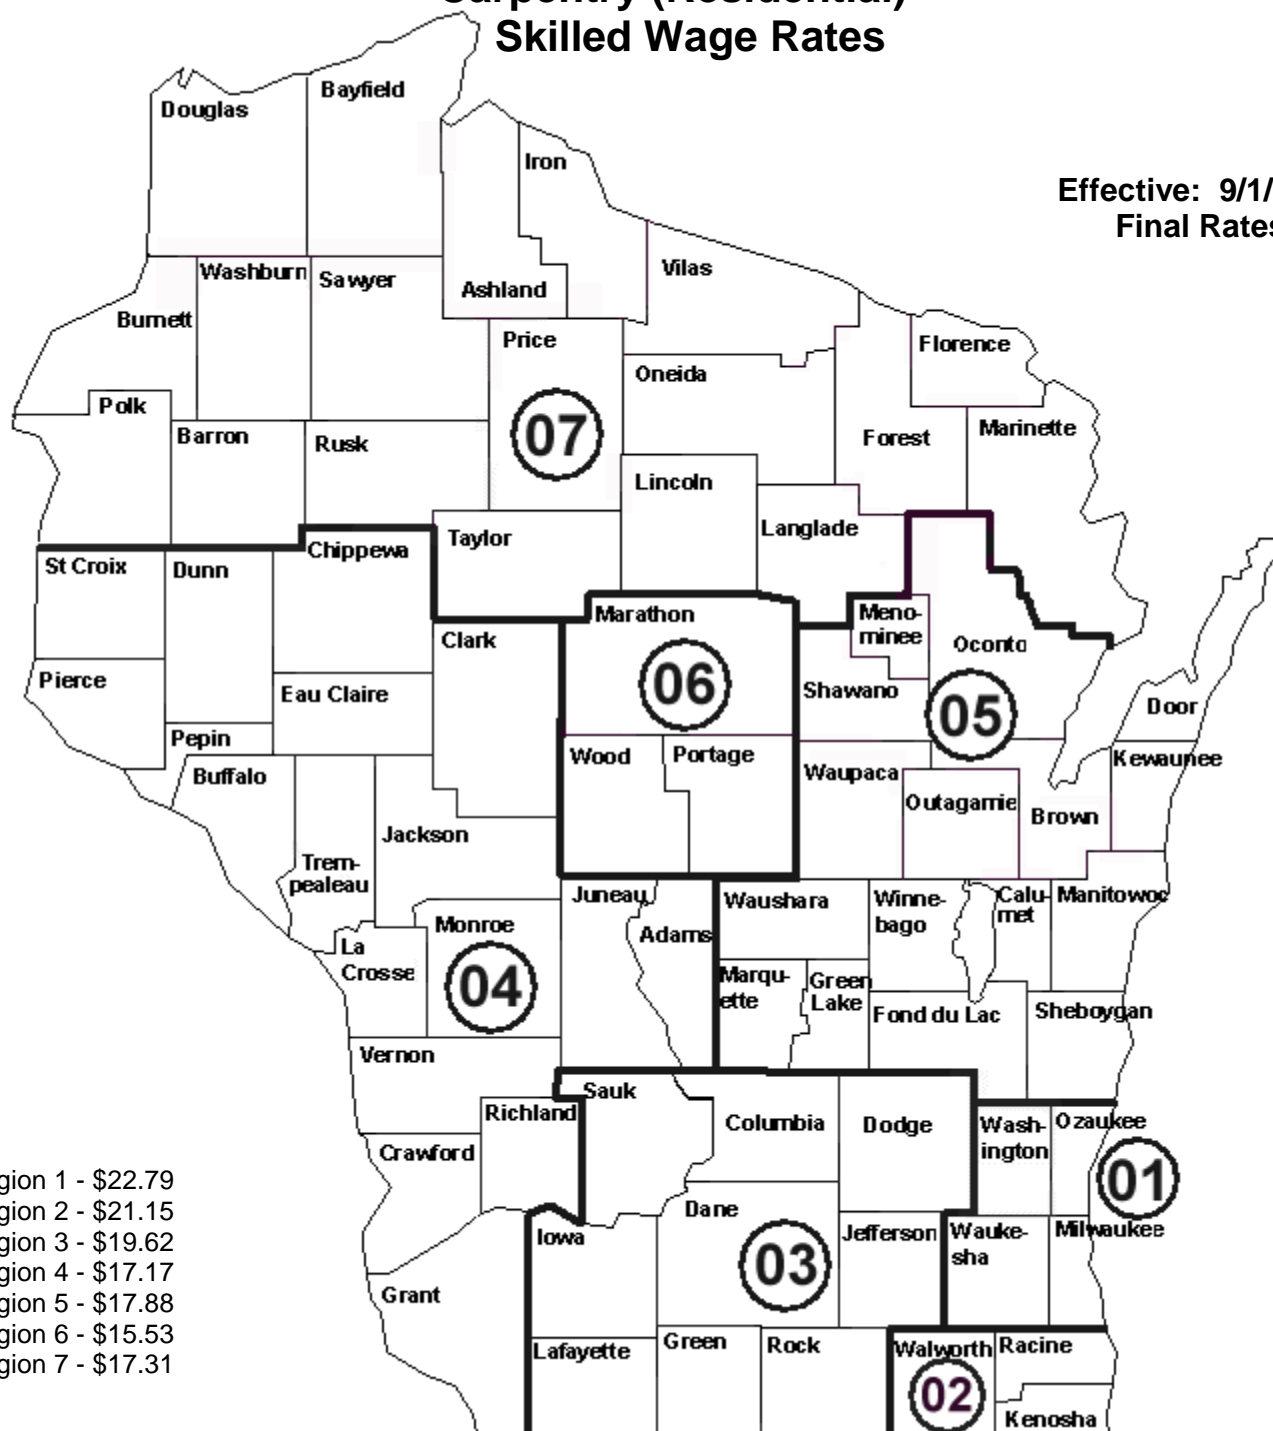 Carpentry (Residential)
Skilled Wage Rates
Effective: 9/1/
Final Rates
Douglas
Bayfield
Iron
Ashland
Vilas
Washburn
Sawyer
Burnett
Price
Florence
Oneida
Polk
Barron
Rusk
07
Forest
Marinette
Lincoln
Langlade
Taylor
Chippewa
St Croix
Dunn
Marathon
Meno-
minee
Oconto
Clark
06
Shawano
05
Pierce
Eau Claire
Door
Pepin
Buffalo
Wood
Portage
Waupaca
Kewaunee
Outagamie
Brown
Jackson
Trem-
pealeau
Juneau
Adams
Waushara
Winne-
bago
Calu-
met
Manitowoc
Monroe
La
Crosse
04
Marqu-
ette
Green
Lake
Fond du Lac
Sheboygan
Vernon
Sauk
Richland
Columbia
Dodge
Wash-
ington
Ozaukee
Crawford
01
Dane
Iowa
03
Jefferson
Wauke-
sha
Milwaukee
Grant
Lafayette
Green
Rock
Walworth
Racine
02
Kenosha
gion 1 - $22.79
gion 2 - $21.15
gion 3 - $19.62
gion 4 - $17.17
gion 5 - $17.88
gion 6 - $15.53
gion 7 - $17.31